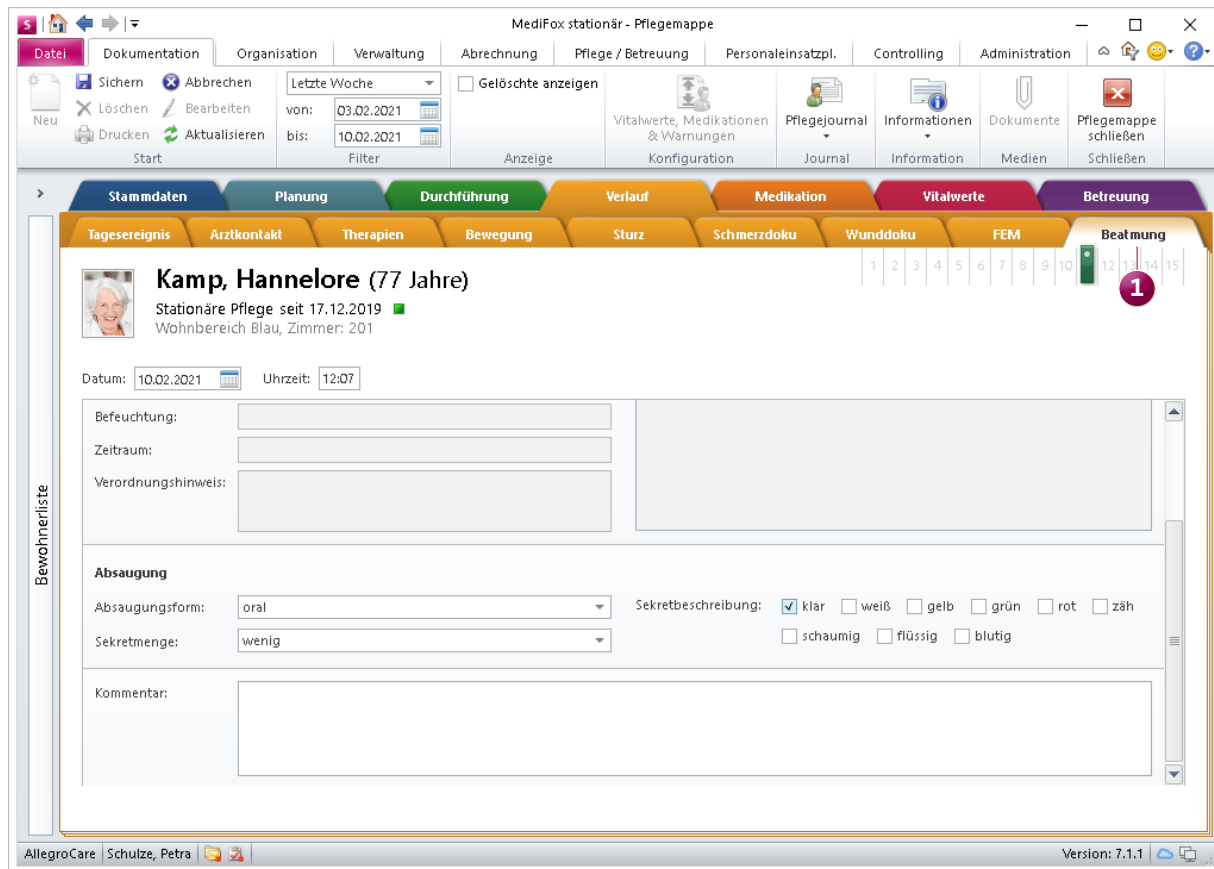 S
MediFox stationär - Pflegemappe
Datei Dokumentation Organisation Verwaltung Abrechnung Pflege / Betreuung Personaleinsatzpl. Controlling Administration
Neu
Sichern Abbrechen
Löschen Bearbeiten
Drucken Aktualisieren
Start
Letzte Woche
von: 03.02.2021
bis: 10.02.2021
Filter
Gelöschte anzeigen
Anzeige
Vitalwerte, Medikationen
& Warnungen
Konfiguration
Pflegejournal
Journal
Informationen
Information
Dokumente
Medien
Pflegemappe
schließen
Schließen
Stammdaten Planung Durchführung Verlauf Medikation Vitalwerte Betreuung
Tagesereignis Arztkontakt Therapien Bewegung Sturz Schmerzdoku Wunddoku FEM Beatmung
1 2 3 4 5 6 7 8 9 10 12 13 14 15
1
Kamp, Hannelore (77 Jahre)
Stationäre Pflege seit 17.12.2019
Wohnbereich Blau, Zimmer: 201
Datum: 10.02.2021 Uhrzeit: 12:07
Bewohnerliste
Befeuchtung:
Zeitraum:
Verordnungshinweis:
Absaugung
Absaugungsform: oral Sekretbeschreibung: klar weiß gelb grün rot zäh
Sekretmenge: wenig schaumig flüssig blutig
Kommentar:
AllegroCare Schulze, Petra Version: 7.1.1